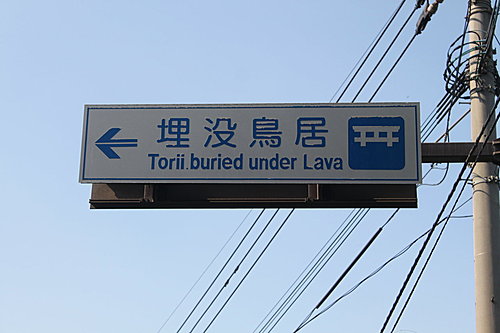 埋没鳥居
Torii.buried under Lava